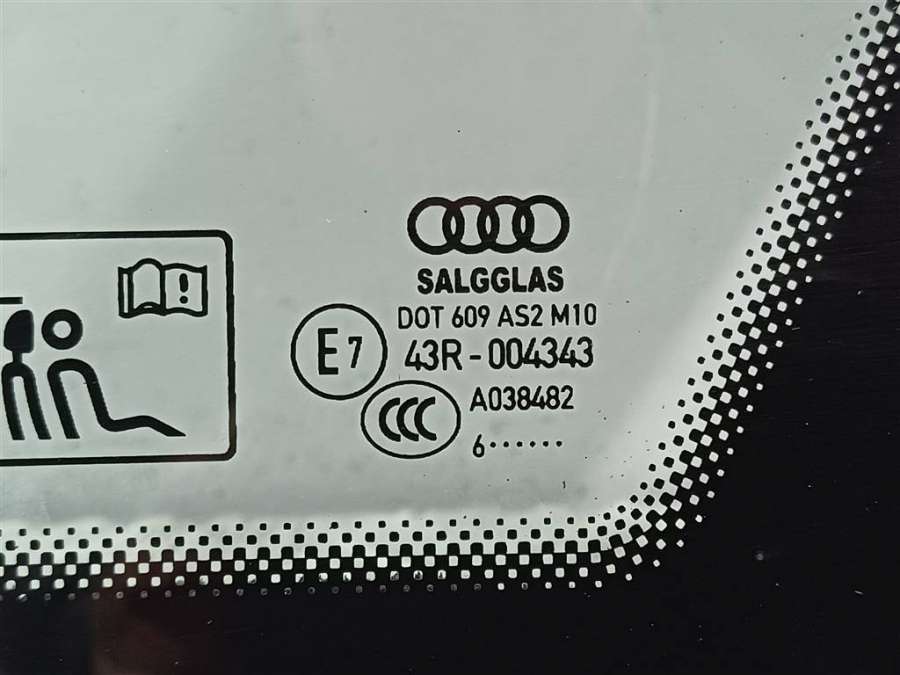 SALGGLAS
DOT 609 AS2 M10
E7 43R-004343
CCC A038482
6······